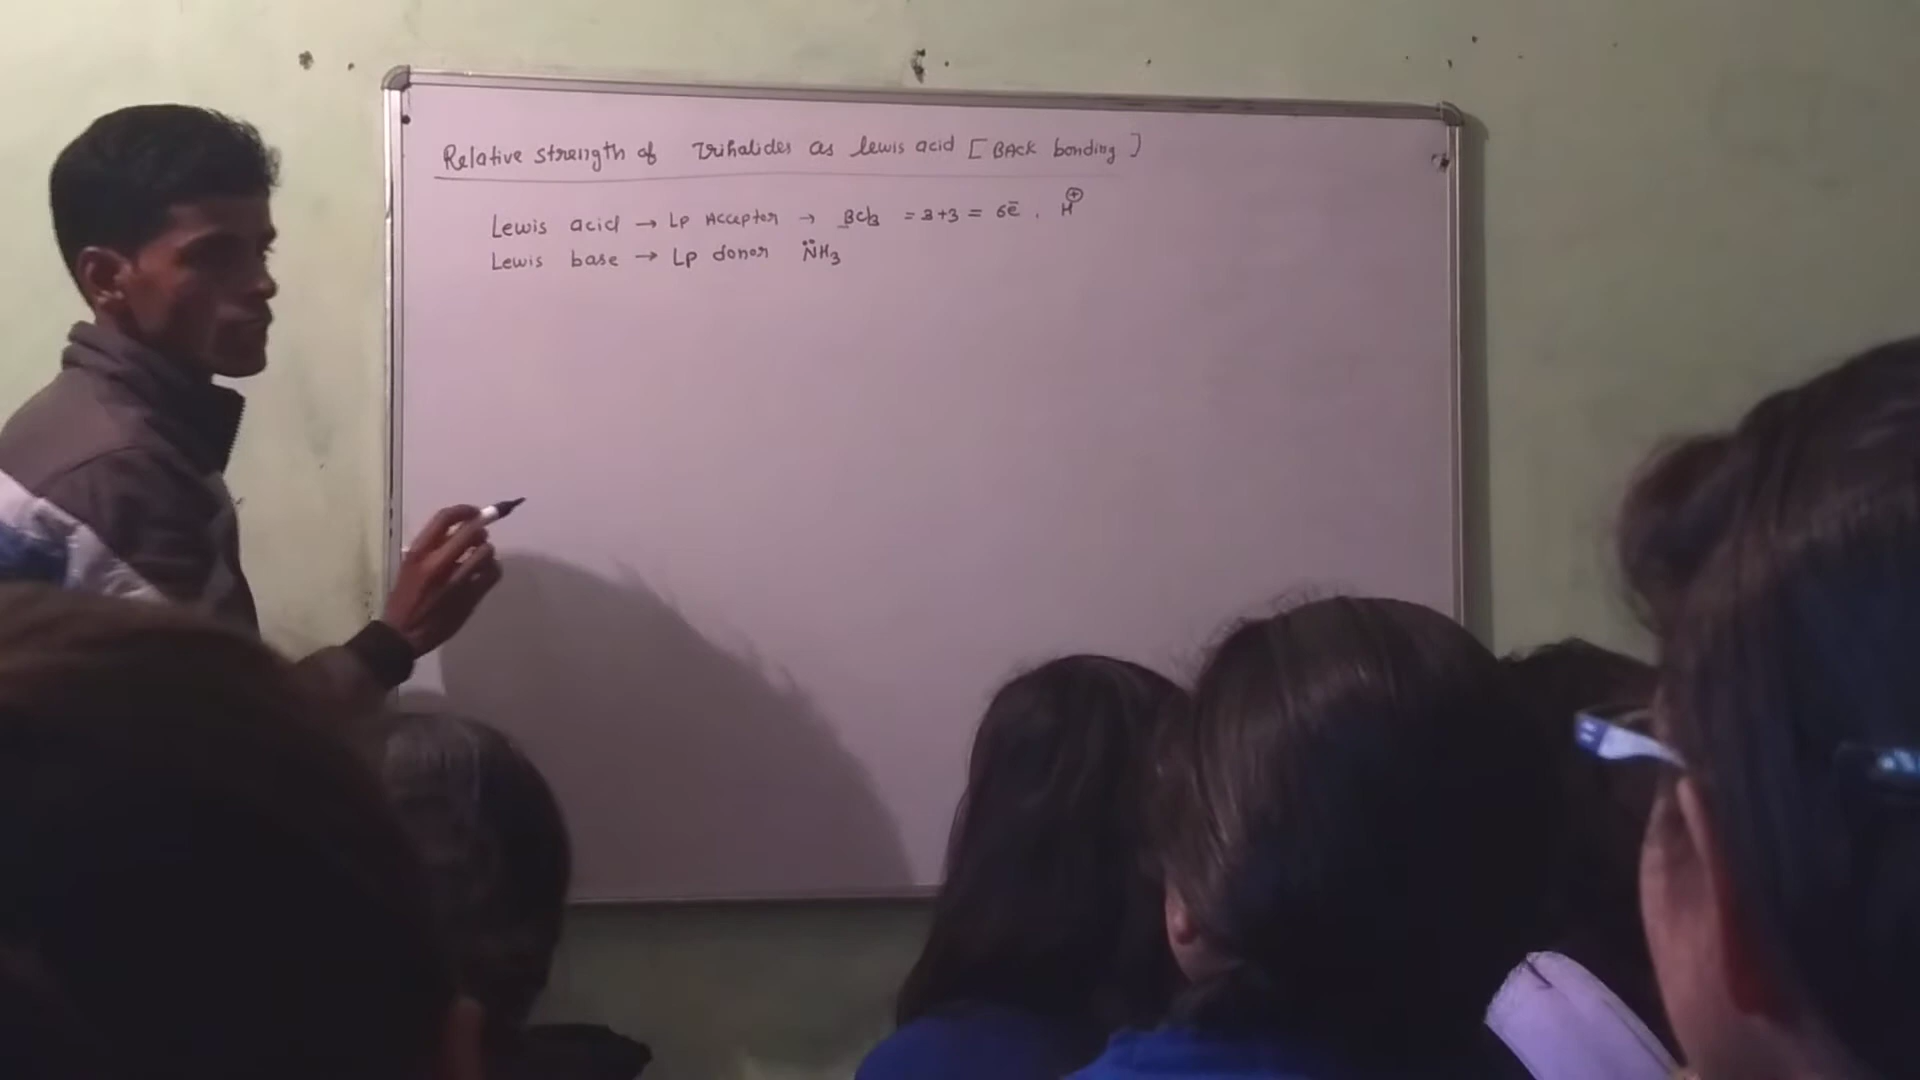 Relative strength of trihalides as lewis acid [BACK bonding]
Lewis acid → Lp Acceptor → BCl3 = 3+3 = 6ē , H⊕
Lewis base → Lp donor N̈H3